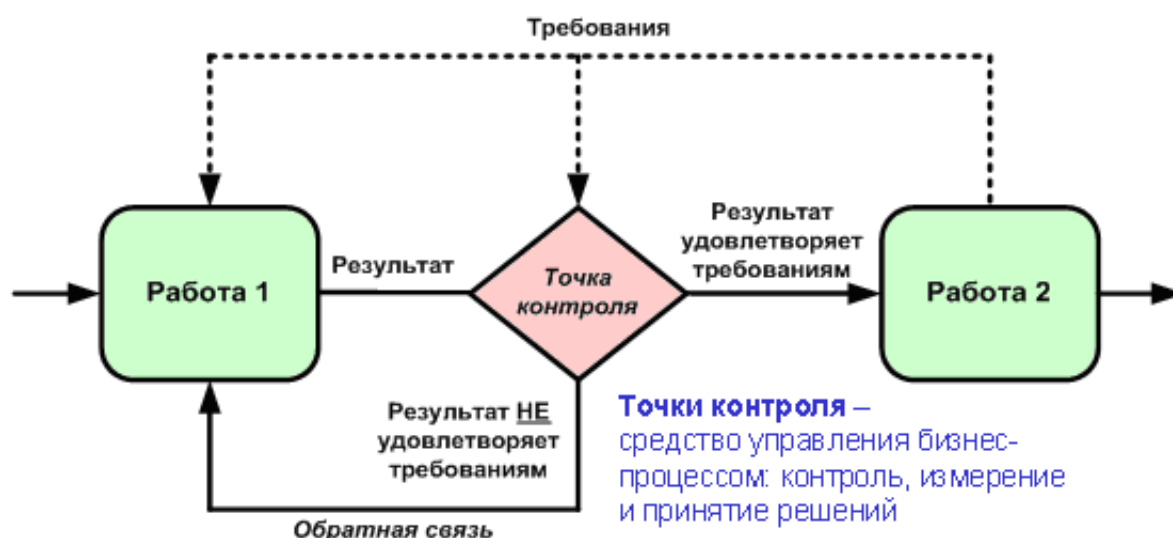 Требования
Результат
удовлетворяет
требованиям
Работа 1
Результат
Точка
контроля
Работа 2
Результат НЕ
удовлетворяет
требованиям
Обратная связь
Точки контроля –
средство управления бизнес-
процессом: контроль, измерение
и принятие решений